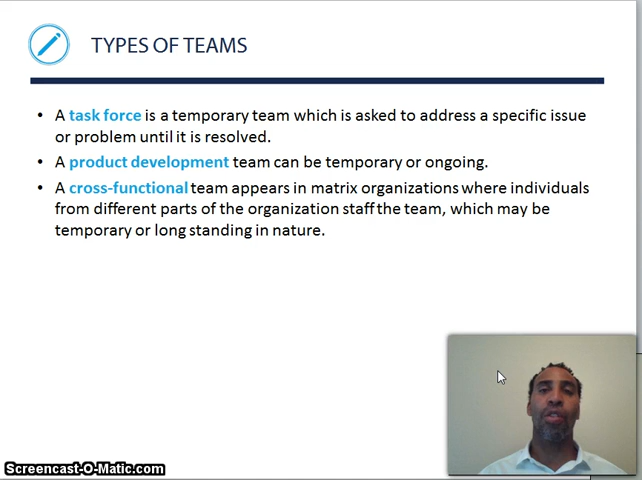 TYPES OF TEAMS
• A task force is a temporary team which is asked to address a specific issue
or problem until it is resolved.
• A product development team can be temporary or ongoing.
• A cross-functional team appears in matrix organizations where individuals
from different parts of the organization staff the team, which may be
temporary or long standing in nature.
Screencast-O-Matic.com